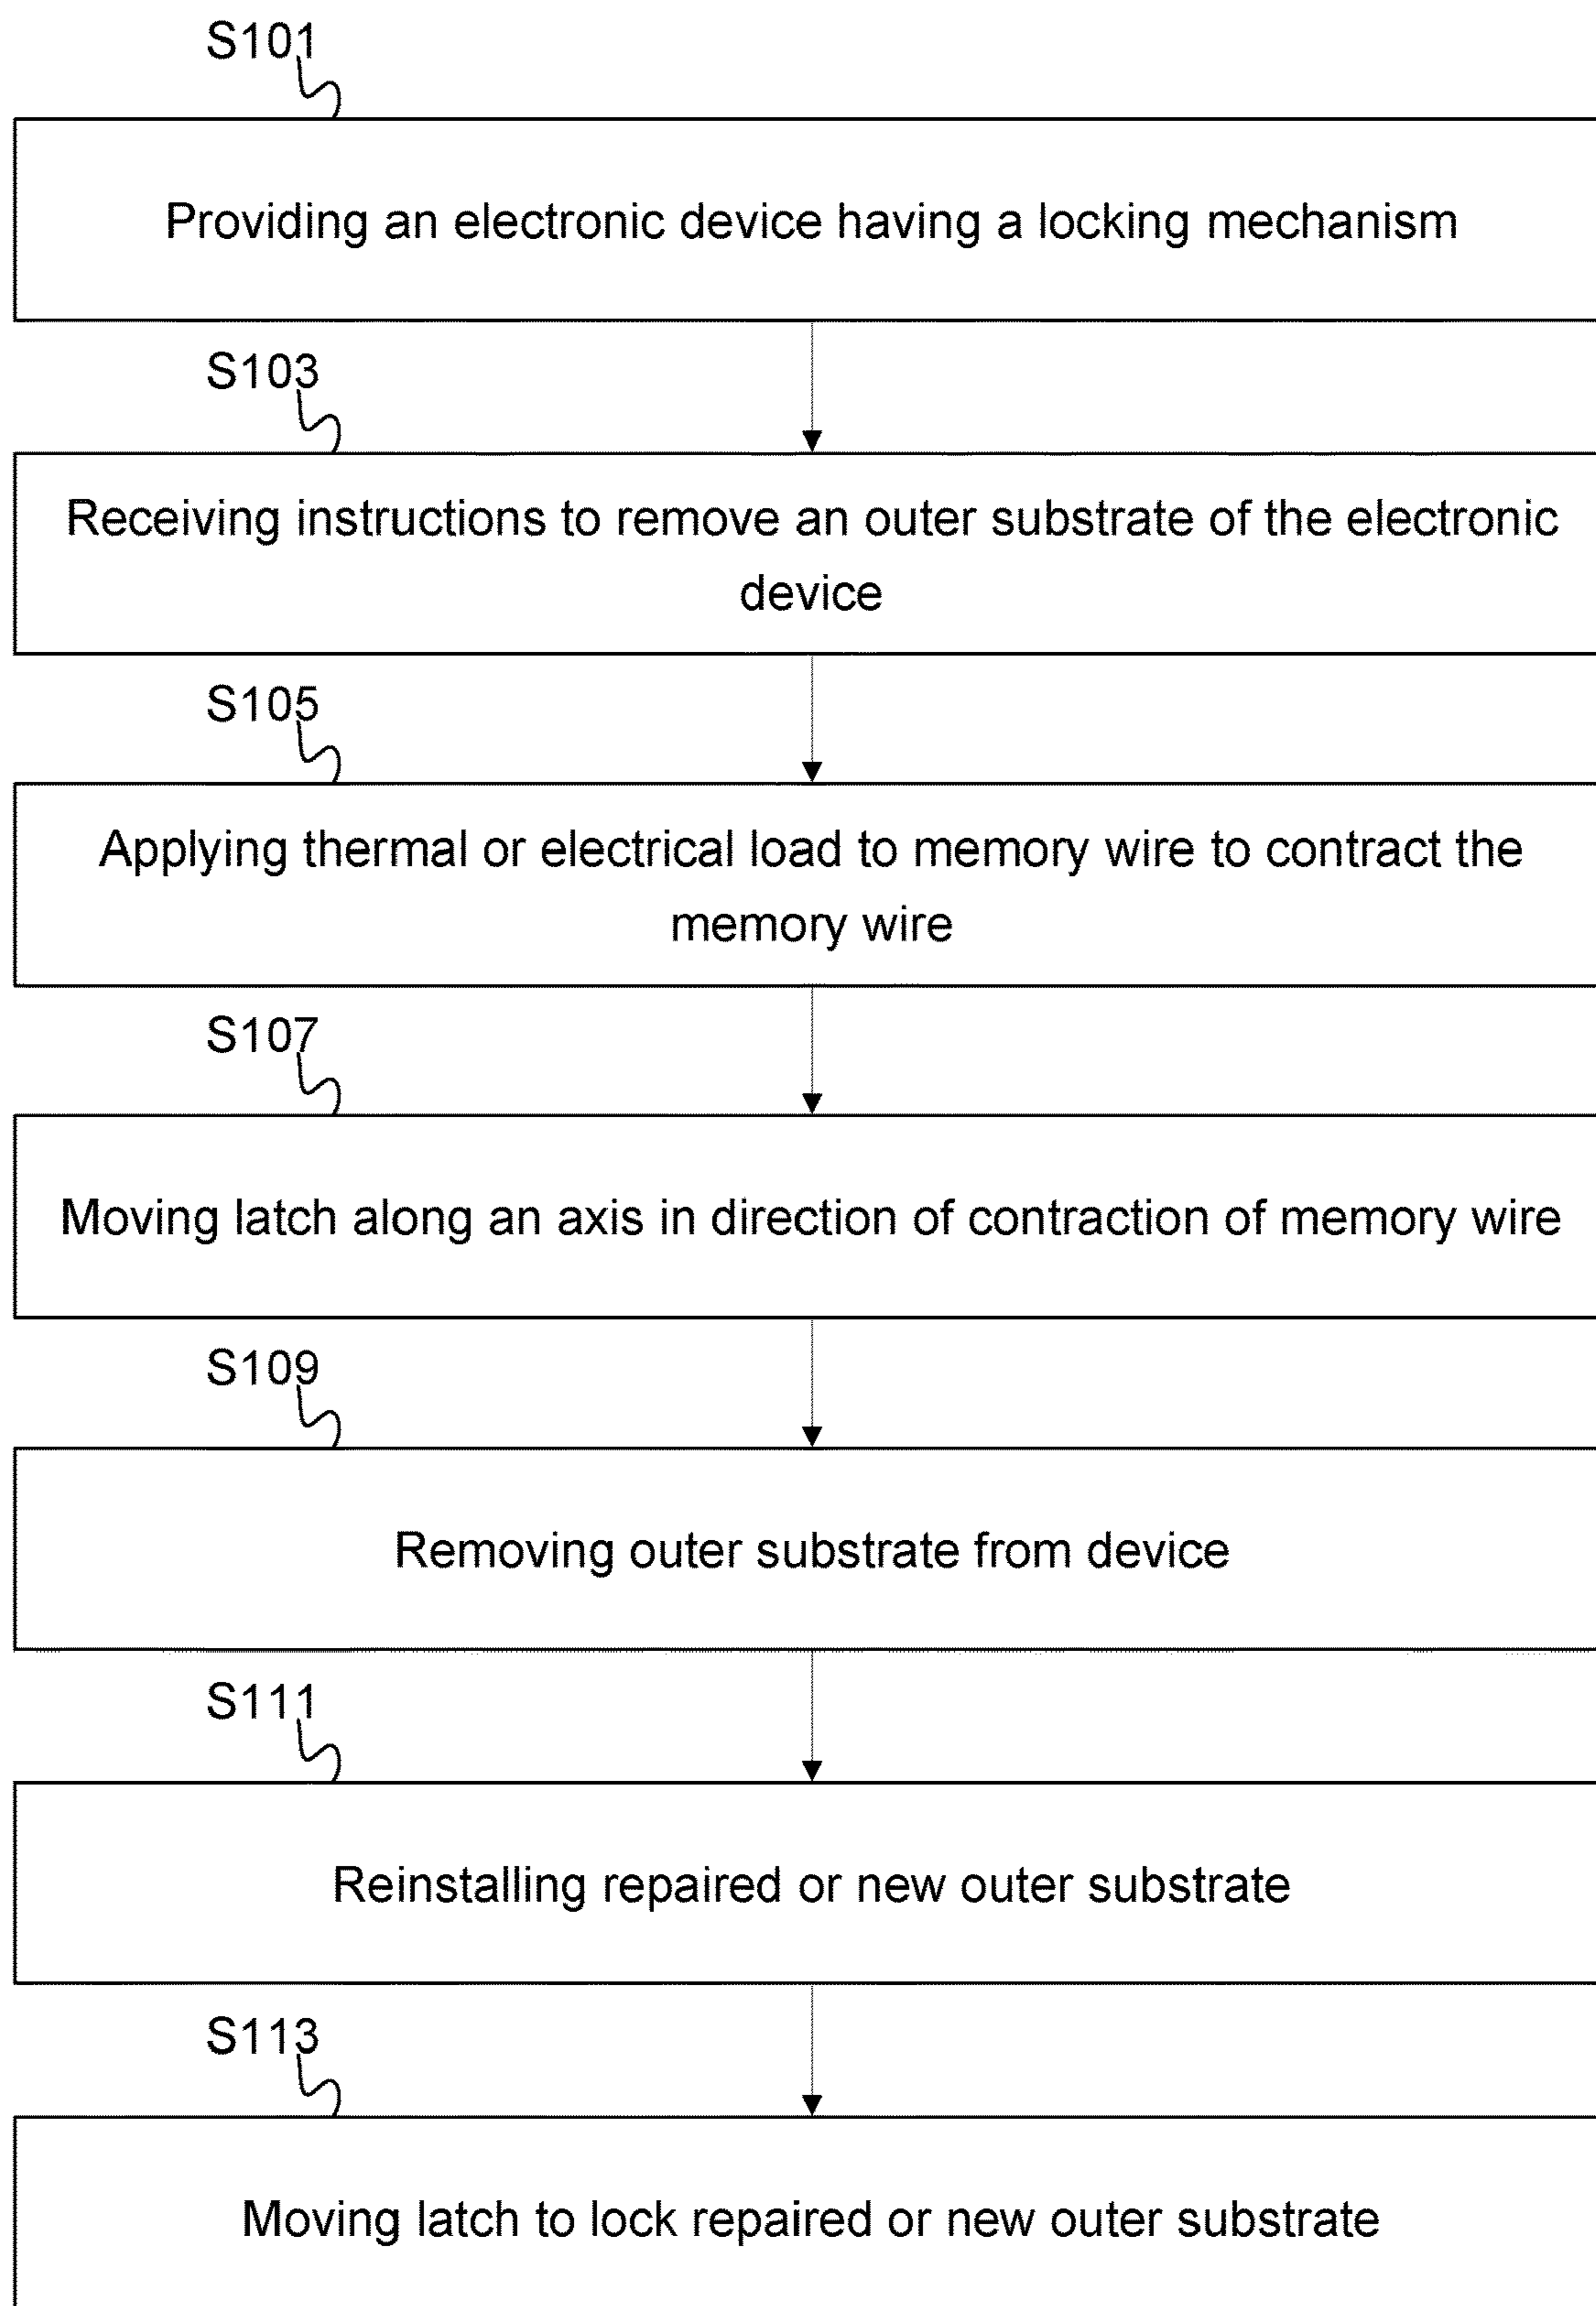 S101
Providing an electronic device having a locking mechanism
S103
Receiving instructions to remove an outer substrate of the electronic
device
S105
Applying thermal or electrical load to memory wire to contract the
memory wire
S107
Moving latch along an axis in direction of contraction of memory wire
S109
Removing outer substrate from device
S111
Reinstalling repaired or new outer substrate
S113
Moving latch to lock repaired or new outer substrate